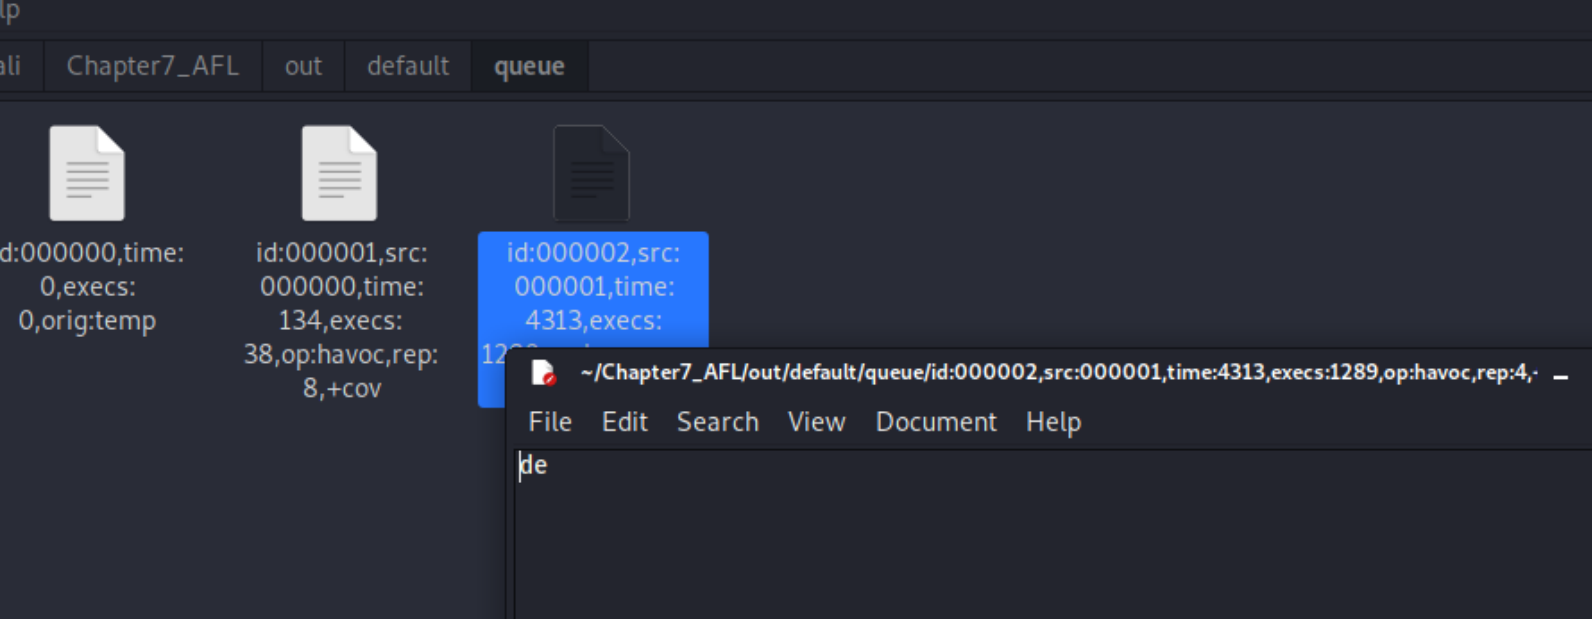 lp
ali Chapter7_AFL out default queue
d:000000,time:
0,execs:
0,orig:temp
id:000001,src:
000000,time:
134,execs:
38,op:havoc,rep:
8,+cov
id:000002,src:
000001,time:
4313,execs:
~/Chapter7_AFL/out/default/queue/id:000002,src:000001,time:4313,execs:1289,op:havoc,rep:4,-
File Edit Search View Document Help
de